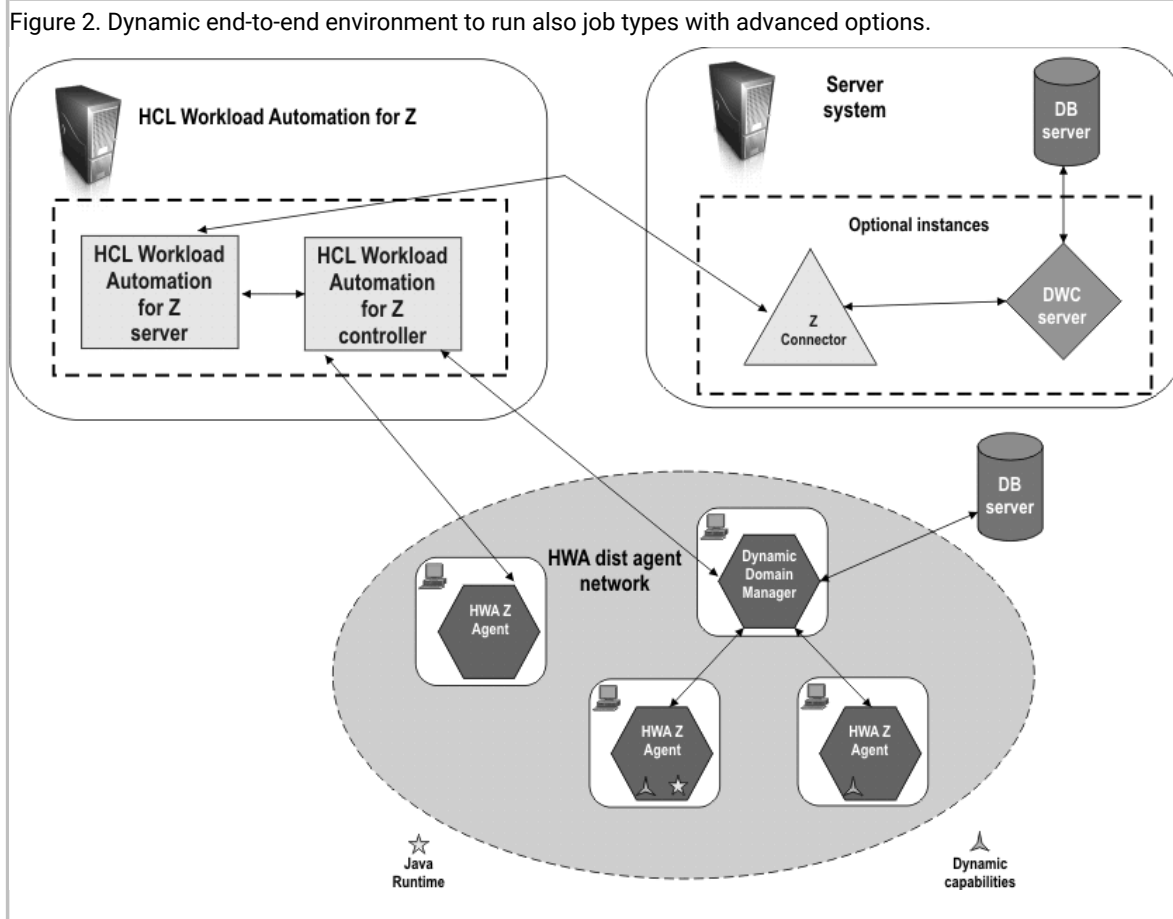 Figure 2. Dynamic end-to-end environment to run also job types with advanced options.
HCL Workload Automation for Z
Server
system
DB
server
HCL Workload
Automation
for Z
server
HCL Workload
Automation
for Z
controller
Optional instances
Z
Connector
DWC
server
DB
server
HWA dist agent
network
Dynamic
Domain
Manager
HWA Z
Agent
HWA Z
Agent
HWA Z
Agent
Java
Runtime
Dynamic
capabilities